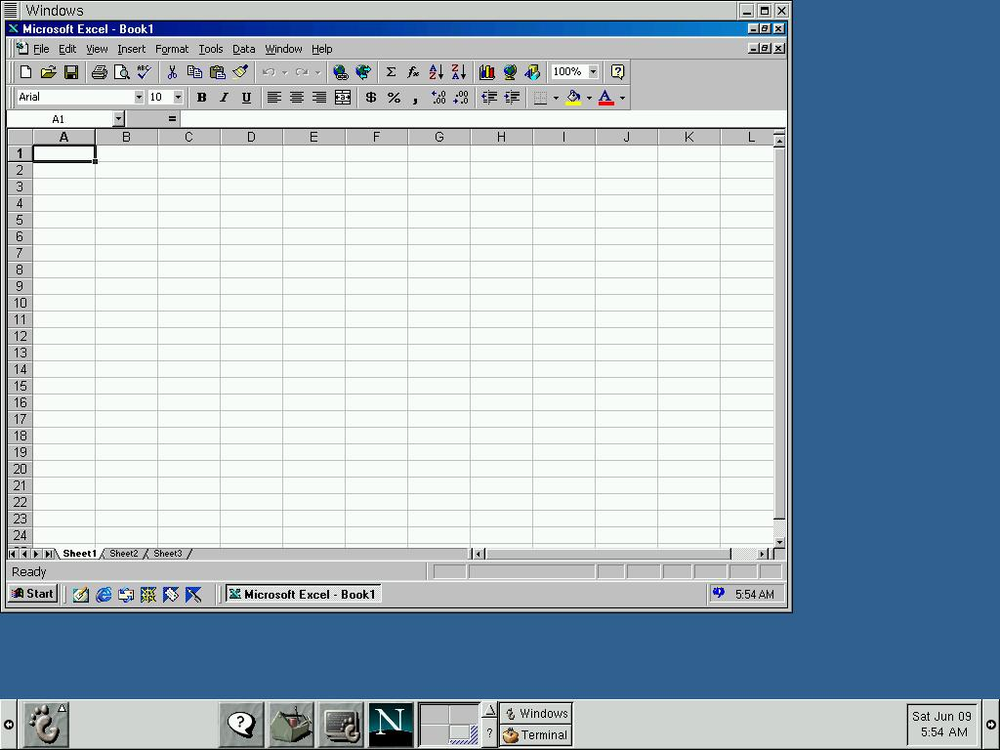 Windows
Microsoft Excel - Book1
File Edit View Insert Format Tools Data Window Help
ABC Σ fx A Z Z A 100% ?
Arial 10 B I U $ % , A
A1 =
A B C D E F G H I J K L
1
2
3
4
5
6
7
8
9
10
11
12
13
14
15
16
17
18
19
20
21
22
23
24
Sheet1 Sheet2 Sheet3
Ready
Start Microsoft Excel - Book1 5:54 AM
? N ? Windows
Terminal
Sat Jun 09
5:54 AM